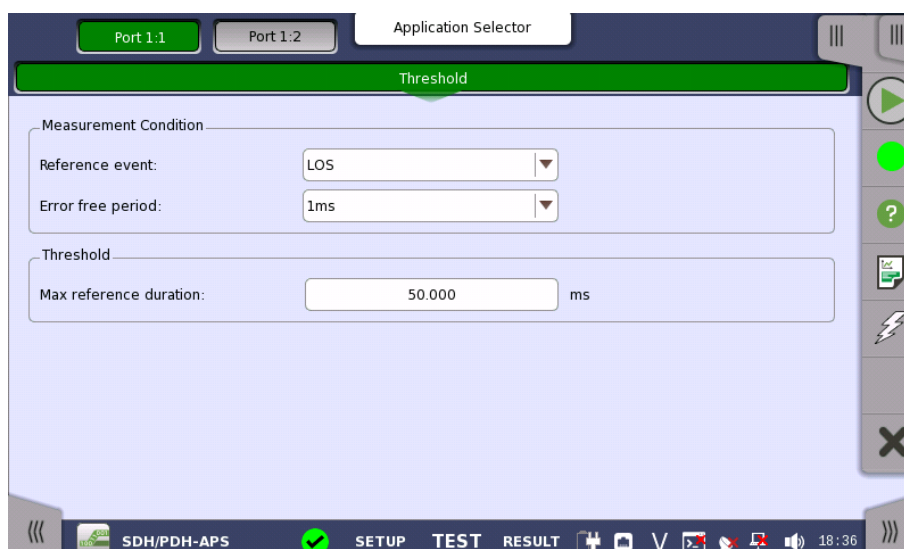 Port 1:1 Port 1:2 Application Selector
Threshold
Measurement Condition
Reference event: LOS
Error free period: 1ms
Threshold
Max reference duration: 50.000 ms
SDH/PDH-APS SETUP TEST RESULT V 18:36